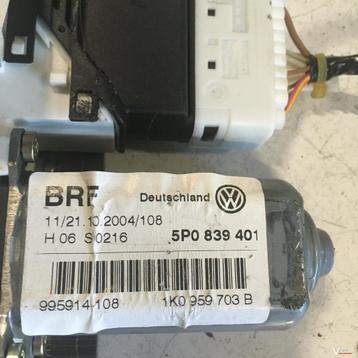 BRF Deutschland
11/21.10.2004/108
H 06 S 0216 5P0 839 401
995914-108 1K0 959 703 B